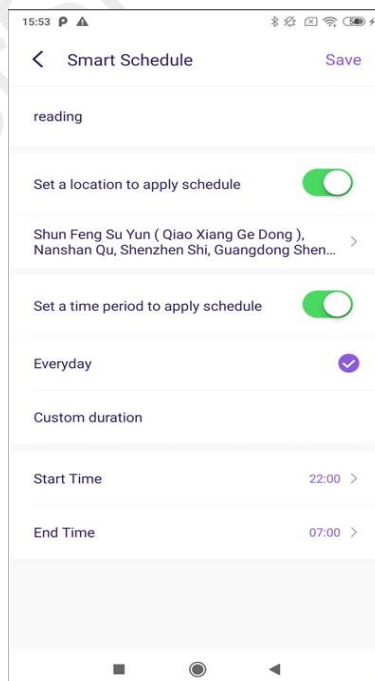 15:53
Smart Schedule
Save
reading
Set a location to apply schedule
Shun Feng Su Yun ( Qiao Xiang Ge Dong ),
Nanshan Qu, Shenzhen Shi, Guangdong Shen...
Set a time period to apply schedule
Everyday
Custom duration
Start Time 22:00
End Time 07:00